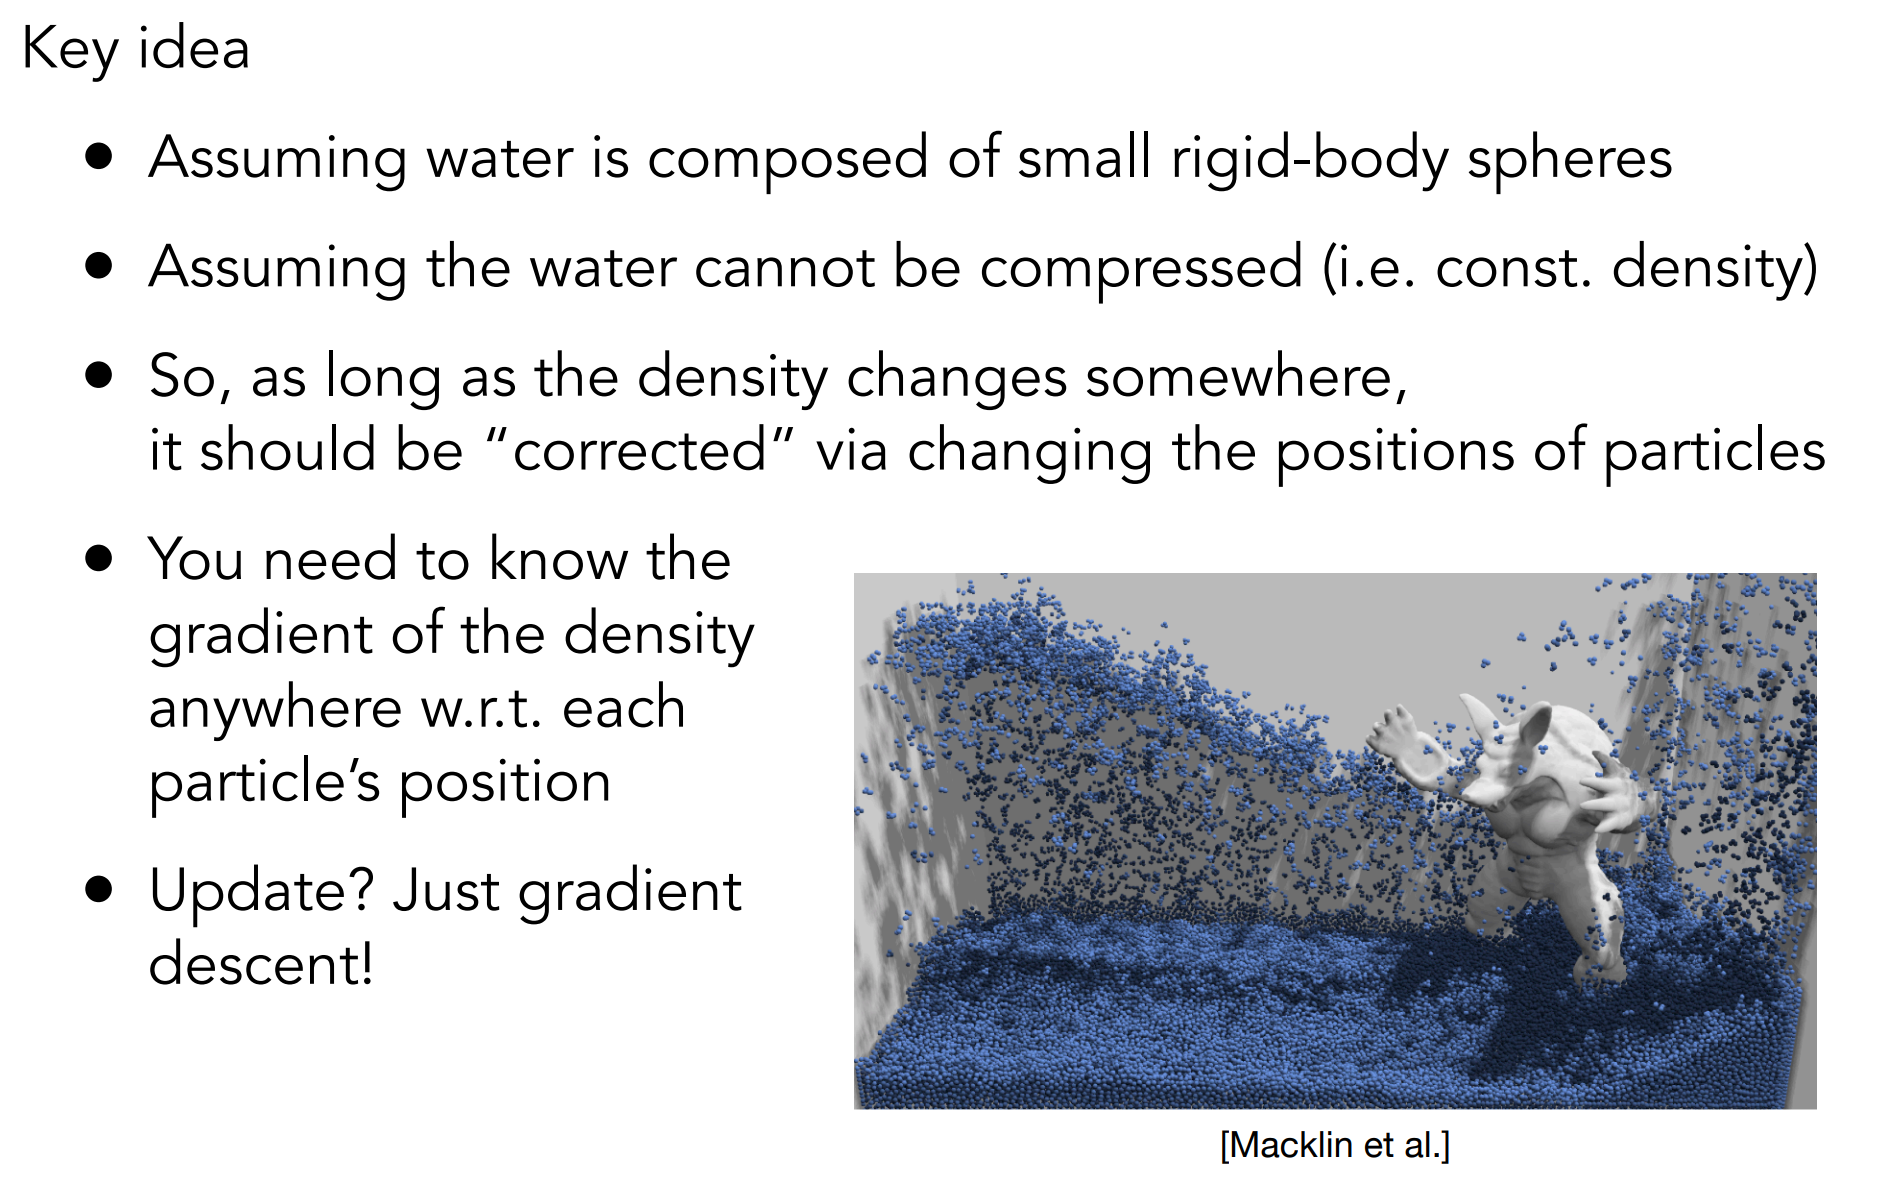 Key idea
• Assuming water is composed of small rigid-body spheres
• Assuming the water cannot be compressed (i.e. const. density)
• So, as long as the density changes somewhere,
it should be “corrected” via changing the positions of particles
• You need to know the
gradient of the density
anywhere w.r.t. each
particle’s position
• Update? Just gradient
descent!
[Macklin et al.]